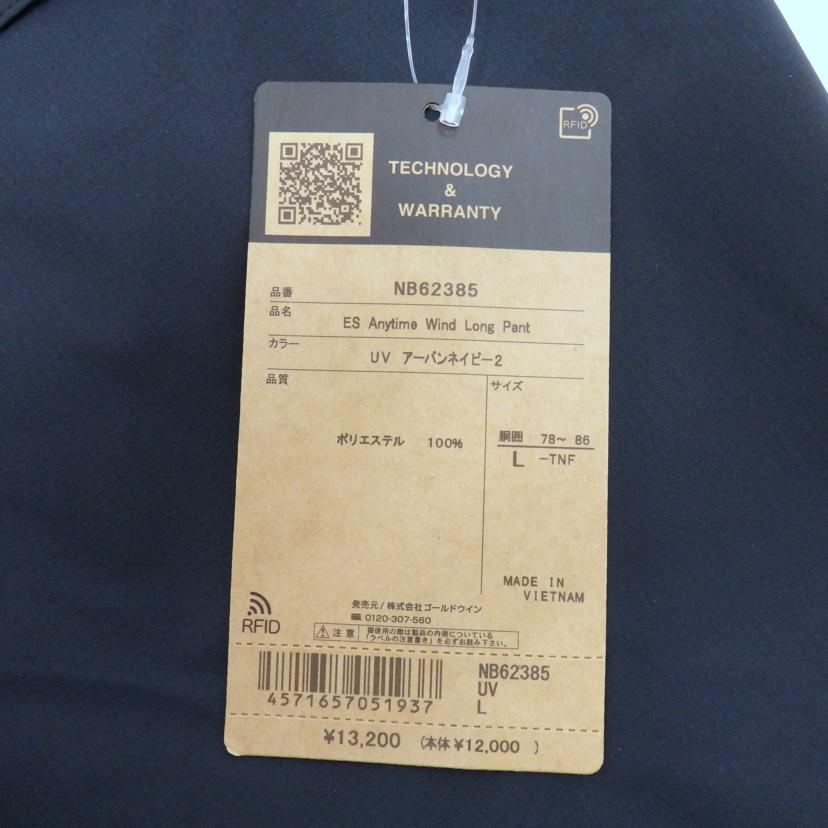 RFID
TECHNOLOGY
&
WARRANTY
品番 NB62385
品名
ES Anytime Wind Long Pant
カラー
UV アーバンネイビー2
品質
サイズ
ポリエステル 100%
胴囲 78~ 86
L -TNF
MADE IN
VIETNAM
発売元/株式会社ゴールドウイン
0120-307-560
RFID
注意
御使用の際は製品の内側についている
「ラベルの注意書き」を必ずお読み下さい。
4571657051937
NB62385
UV
L
¥13,200 (本体¥12,000 )